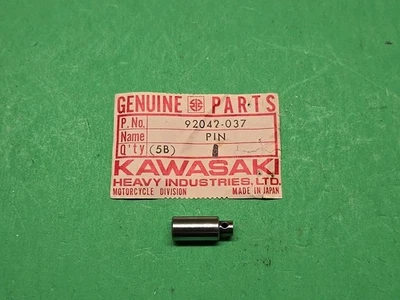 GENUINE PARTS
P. No. 92042-037
Name PIN
Q'ty (5B) 1
KAWASAKI
HEAVY INDUSTRIES, LTD.
MOTORCYCLE DIVISION MADE IN JAPAN